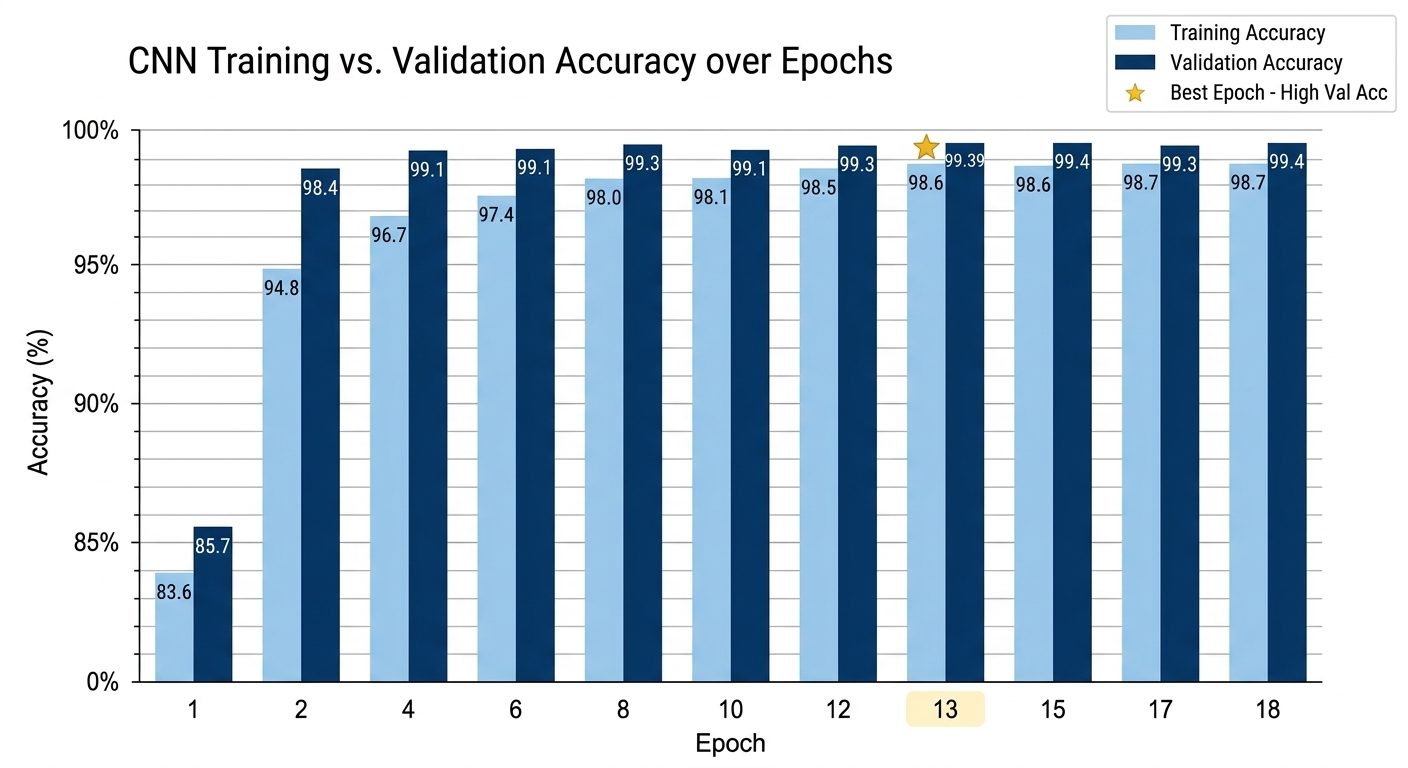 CNN Training vs. Validation Accuracy over Epochs
Training Accuracy
Validation Accuracy
Best Epoch - High Val Acc
Accuracy (%)
100%
95%
90%
85%
0%
83.6 85.7
94.8 98.4
96.7 99.1
97.4 99.1
98.0 99.3
98.1 99.1
98.5 99.3
98.6 99.39
98.6 99.4
98.7 99.3
98.7 99.4
1 2 4 6 8 10 12 13 15 17 18
Epoch